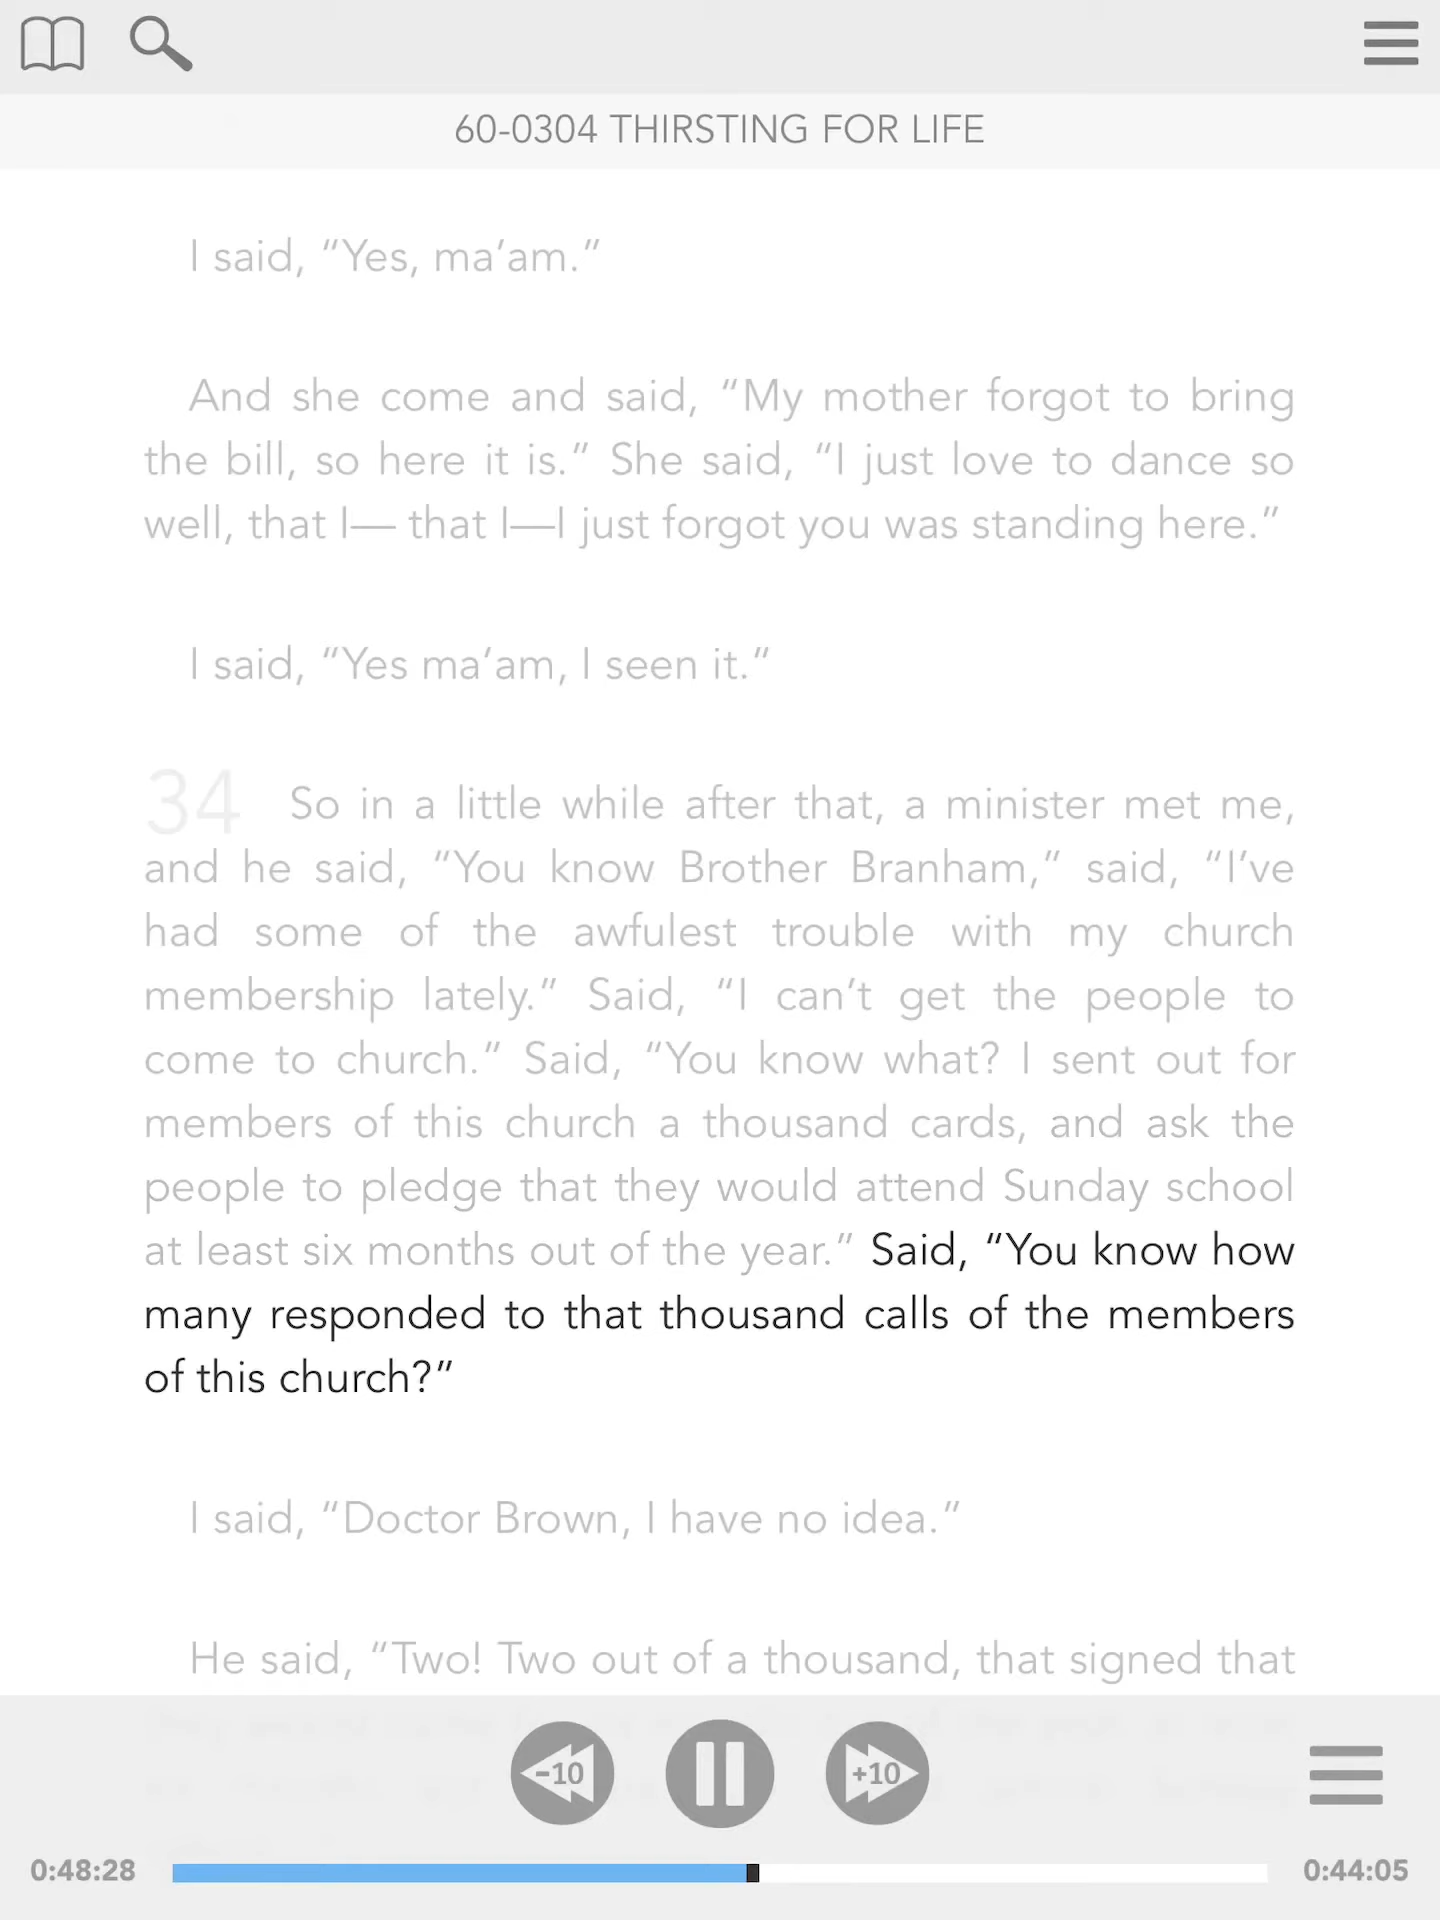 60-0304 THIRSTING FOR LIFE
I said, “Yes, ma’am.”
And she come and said, “My mother forgot to bring
the bill, so here it is.” She said, “I just love to dance so
well, that I— that I—I just forgot you was standing here.”
I said, “Yes ma’am, I seen it.“
34 So in a little while after that, a minister met me,
and he said, “You know Brother Branham,” said, “I’ve
had some of the awfulest trouble with my church
membership lately.” Said, “I can’t get the people to
come to church.” Said, “You know what? I sent out for
members of this church a thousand cards, and ask the
people to pledge that they would attend Sunday school
at least six months out of the year.” Said, “You know how
many responded to that thousand calls of the members
of this church?”
I said, “Doctor Brown, I have no idea.”
He said, “Two! Two out of a thousand, that signed that
-10 +10
0:48:28 0:44:05